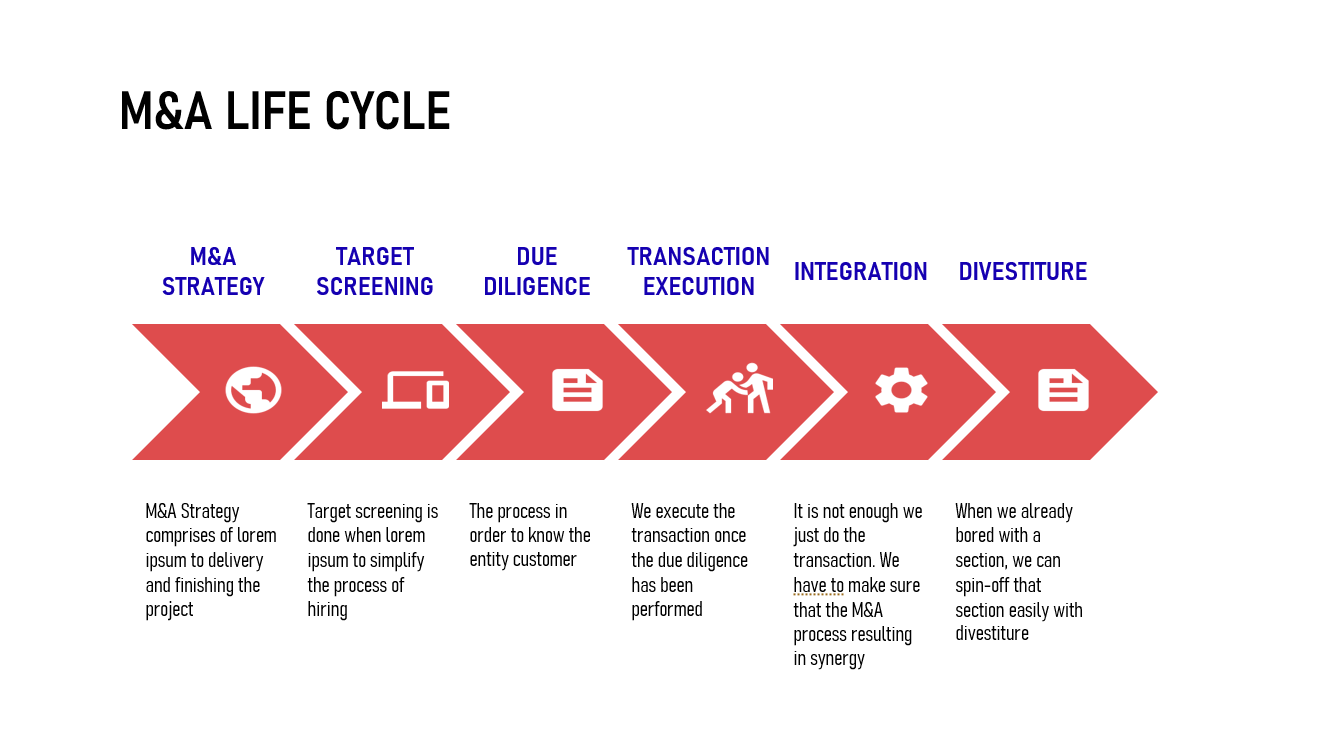 M&A LIFE CYCLE
M&A
STRATEGY
TARGET
SCREENING
DUE
DILIGENCE
TRANSACTION
EXECUTION
INTEGRATION
DIVESTITURE
M&A Strategy
comprises of lorem
ipsum to delivery
and finishing the
project
Target screening is
done when lorem
ipsum to simplify
the process of
hiring
The process in
order to know the
entity customer
We execute the
transaction once
the due diligence
has been
performed
It is not enough we
just do the
transaction. We
have to make sure
that the M&A
process resulting
in synergy
When we already
bored with a
section, we can
spin-off that
section easily with
divestiture